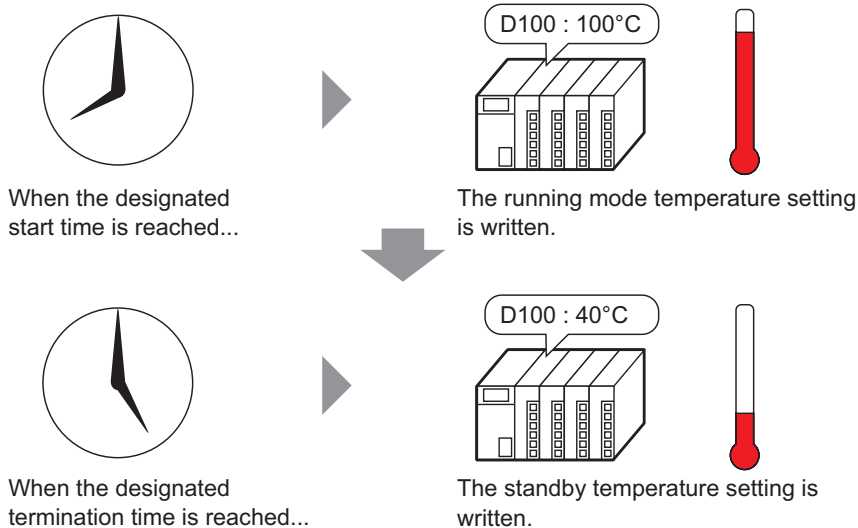 D100 : 100°C
When the designated
start time is reached...
The running mode temperature setting
is written.
D100 : 40°C
When the designated
termination time is reached...
The standby temperature setting is
written.